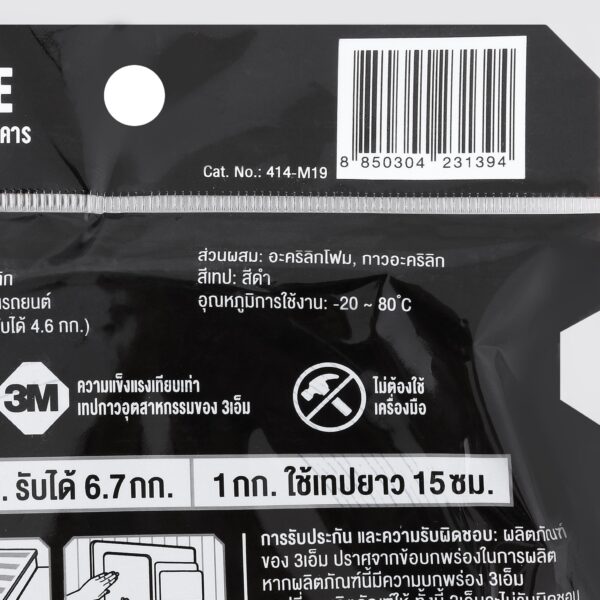 E
คาร
8 850304 231394
Cat. No.: 414-M19
ส่วนผสม: อะคริลิกโฟม, กาวอะคริลิก
สีเทป: สีดำ
รถยนต์
อุณหภูมิการใช้งาน: -20 ~ 80°C
ได้ 4.6 กก.)
3M
ความแข็งแรงเทียบเท่า
เทปกาวอุตสาหกรรมของ 3เอ็ม
ไม่ต้องใช้
เครื่องมือ
. รับได้ 6.7 กก.
1 กก. ใช้เทปยาว 15 ซม.
การรับประกัน และความรับผิดชอบ: ผลิตภัณฑ์
ของ 3เอ็ม ปราศจากข้อบกพร่องในการผลิต
หากผลิตภัณฑ์นี้มีความบกพร่อง 3เอ็ม